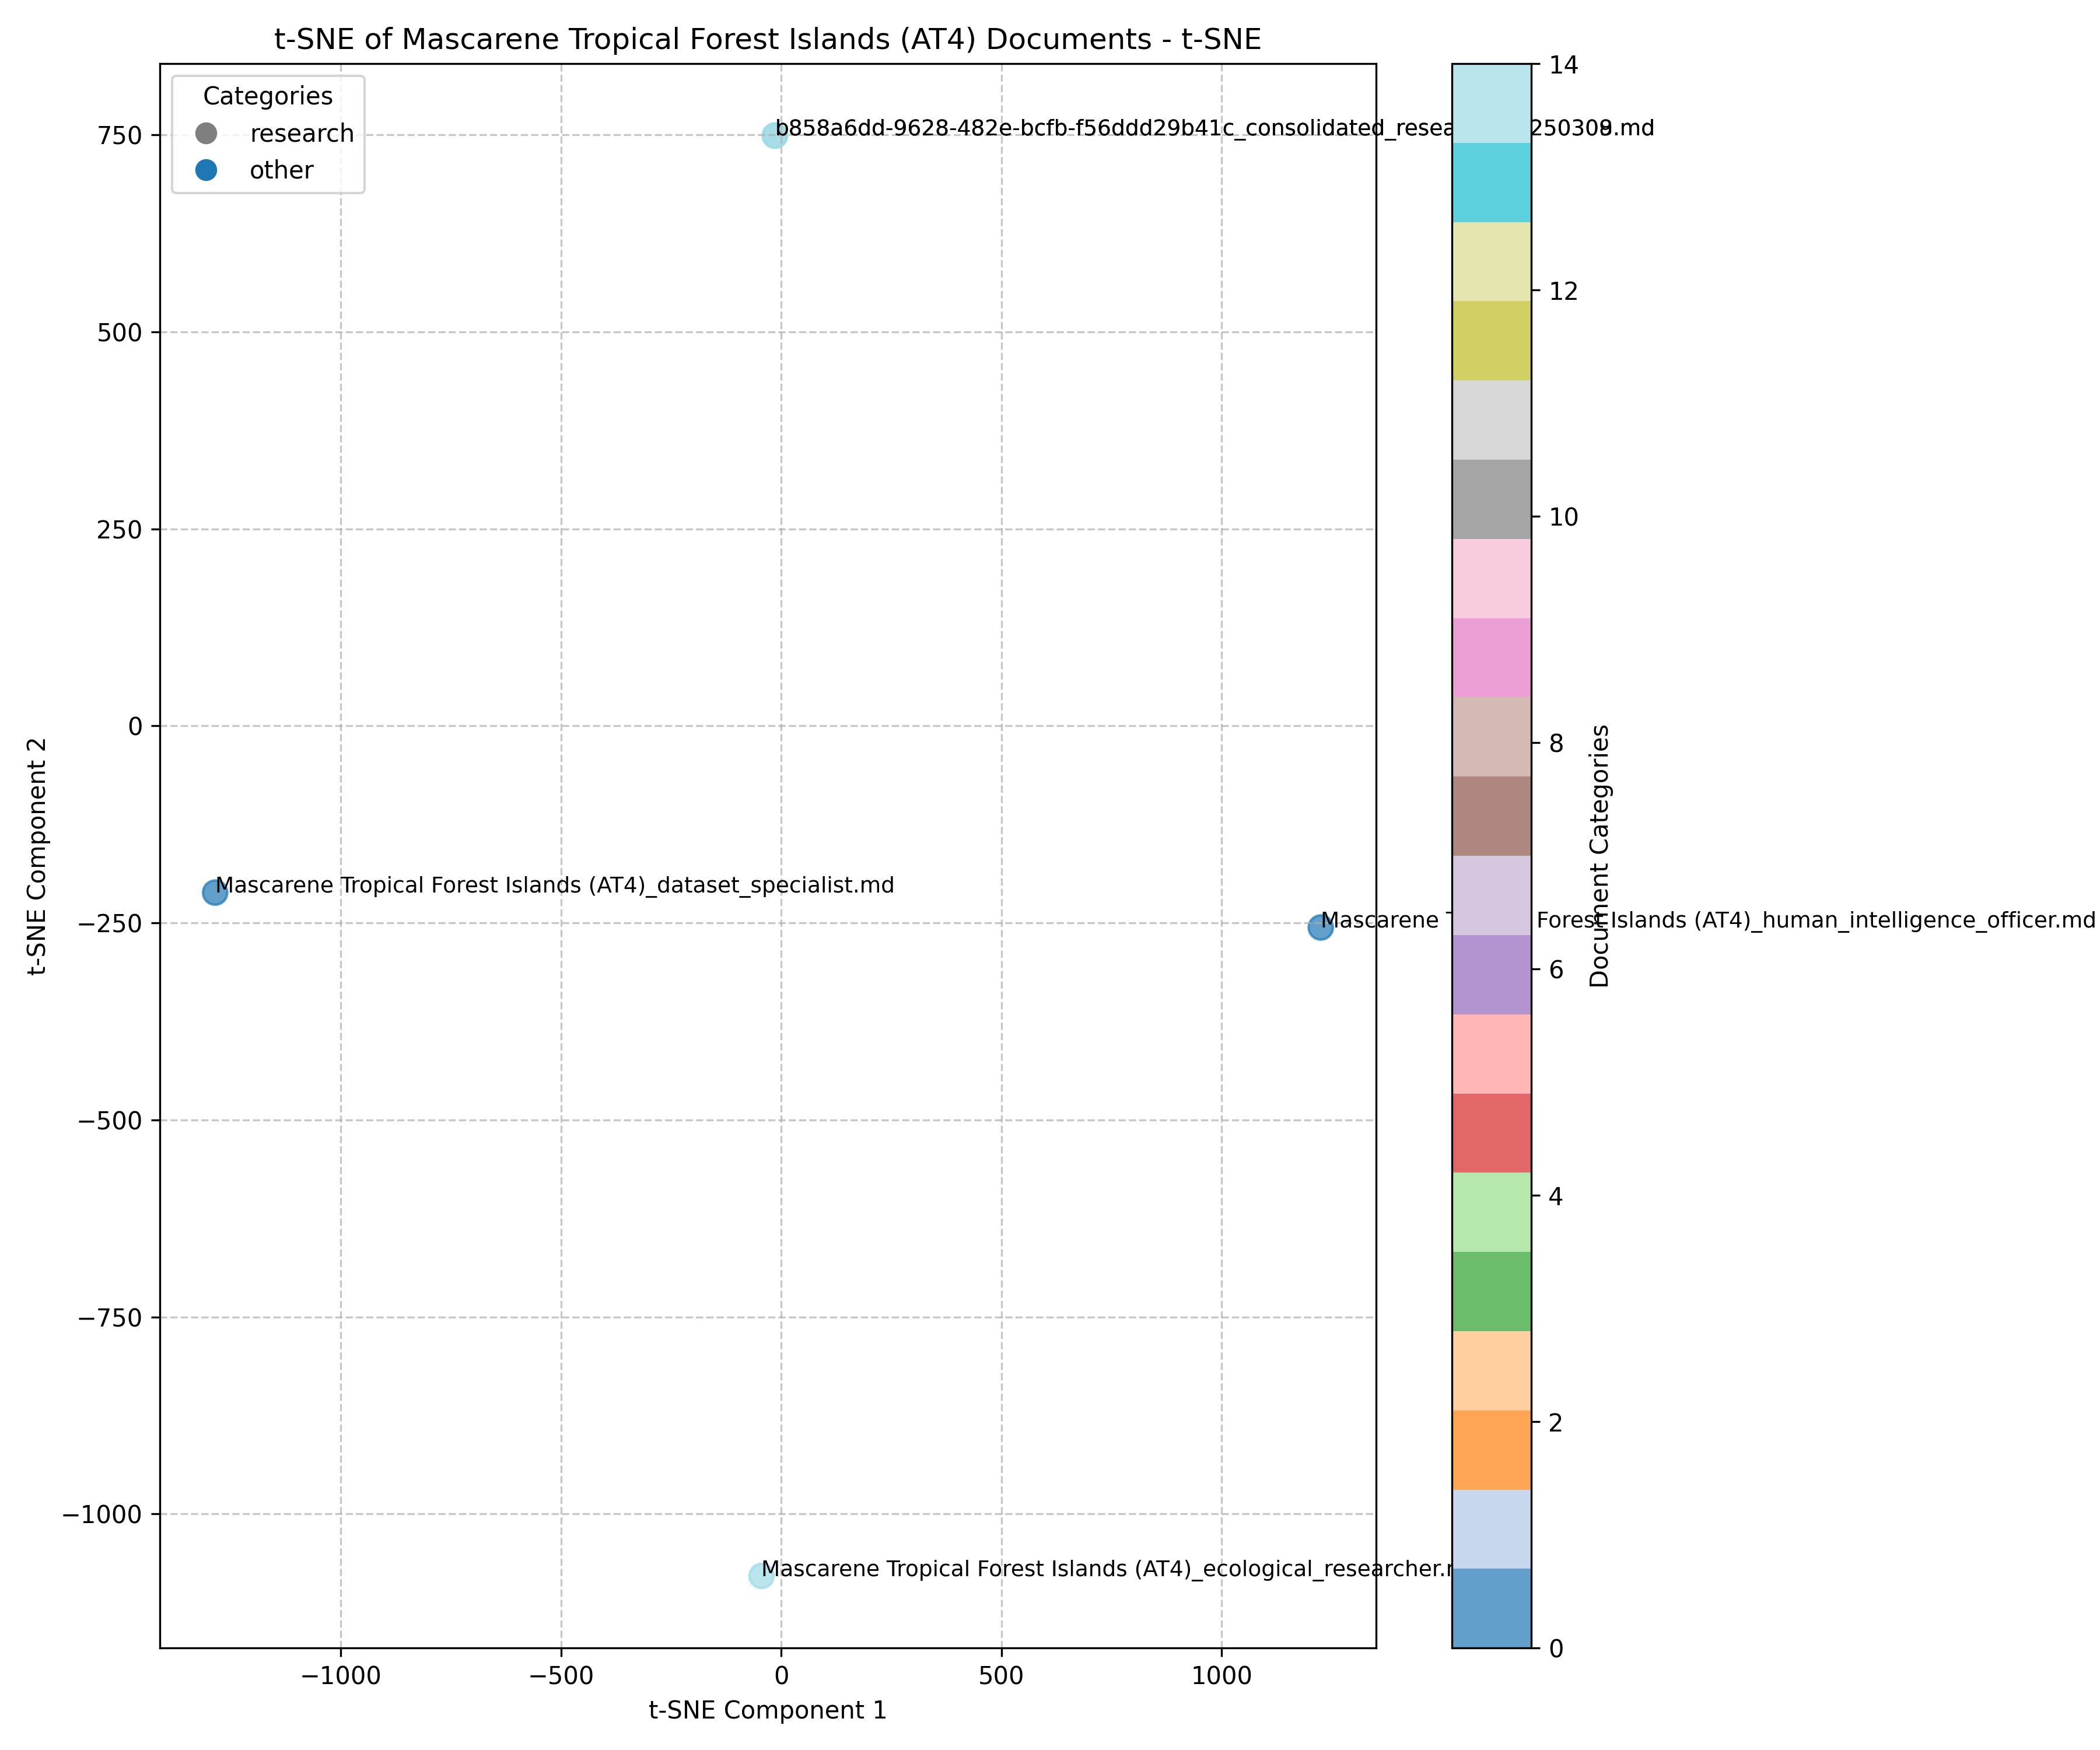 t-SNE of Mascarene Tropical Forest Islands (AT4) Documents - t-SNE
Categories
research
other
b858a6dd-9628-482e-bcfb-f56ddd29b41c_consolidated_resea 250309.md
Mascarene Tropical Forest Islands (AT4)_dataset_specialist.md
Mascarene Forest Islands (AT4)_human_intelligence_officer.md
Mascarene Tropical Forest Islands (AT4)_ecological_researcher.
750
500
250
0
−250
−500
−750
−1000
t-SNE Component 2
−1000
−500
0
500
1000
t-SNE Component 1
14
12
10
8
6
4
2
0
Document Categories